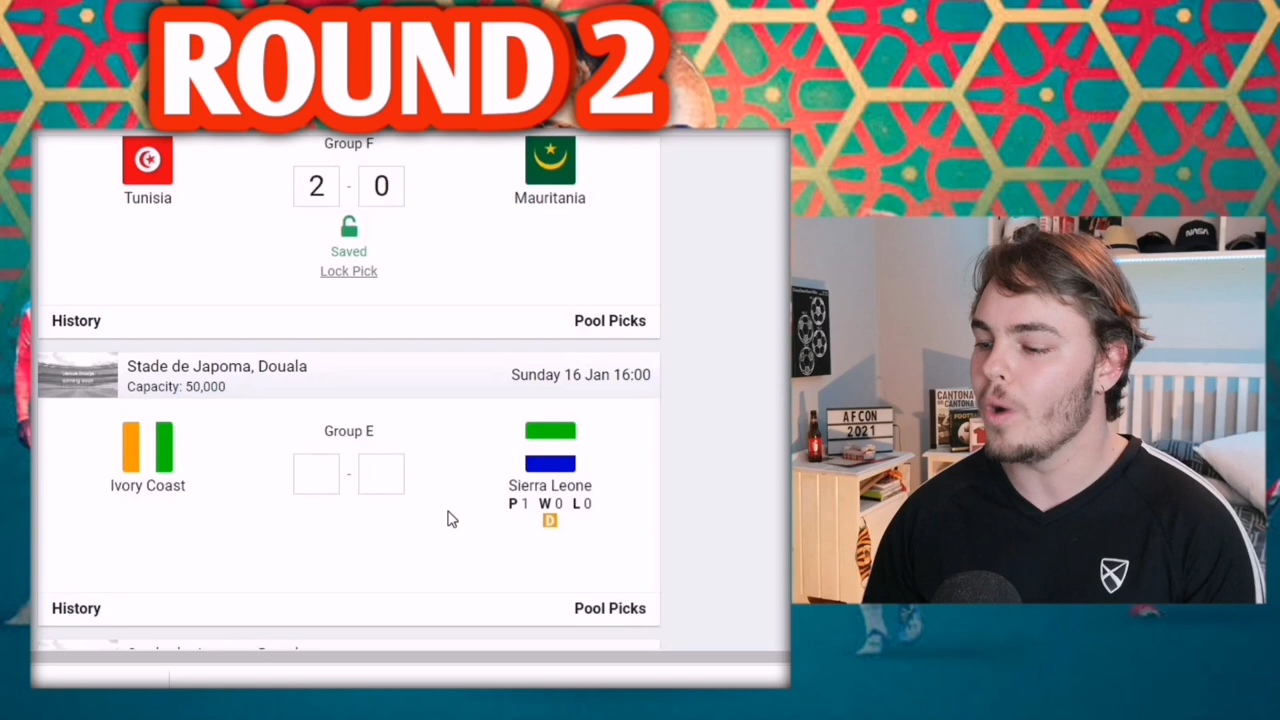 ROUND 2
Group F
2 - 0
Tunisia
Mauritania
Saved
Lock Pick
History
Pool Picks
Stade de Japoma, Douala
Capacity: 50,000
Sunday 16 Jan 16:00
Group E
-
Ivory Coast
Sierra Leone
P 1 W 0 L 0
D
History
Pool Picks
NASA
CANTONA
CANTONA
AFCON
2021